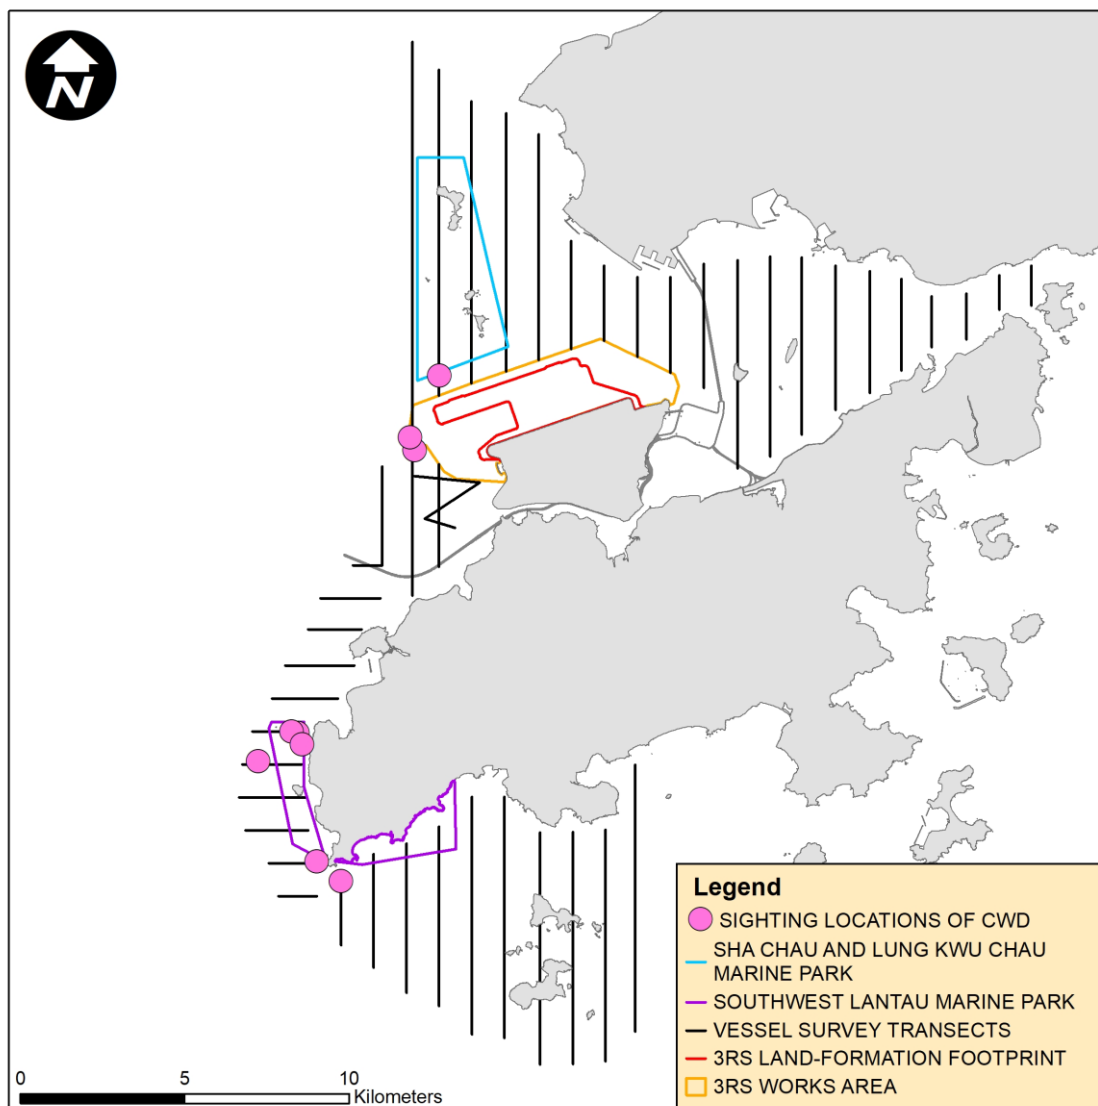 N
Legend
SIGHTING LOCATIONS OF CWD
SHA CHAU AND LUNG KWU CHAU
MARINE PARK
SOUTHWEST LANTAU MARINE PARK
VESSEL SURVEY TRANSECTS
3RS LAND-FORMATION FOOTPRINT
3RS WORKS AREA
0 5 10
Kilometers